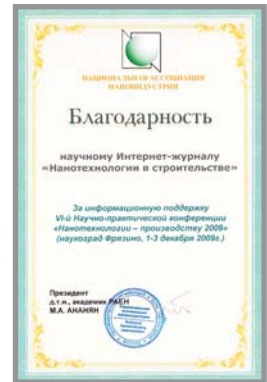 НАЦИОНАЛЬНАЯ АССОЦИАЦИЯ
НАНОИНДУСТРИИ
Благодарность
научному Интернет-журналу
«Нанотехнологии в строительстве»
За информационную поддержку
VI-й Научно-практической конференции
«Нанотехнологии – производству 2009»
(наукоград Фрязино, 1-3 декабря 2009г.)
Президент
д.т.н., академик РАЕН
М.А. АНАНЯН